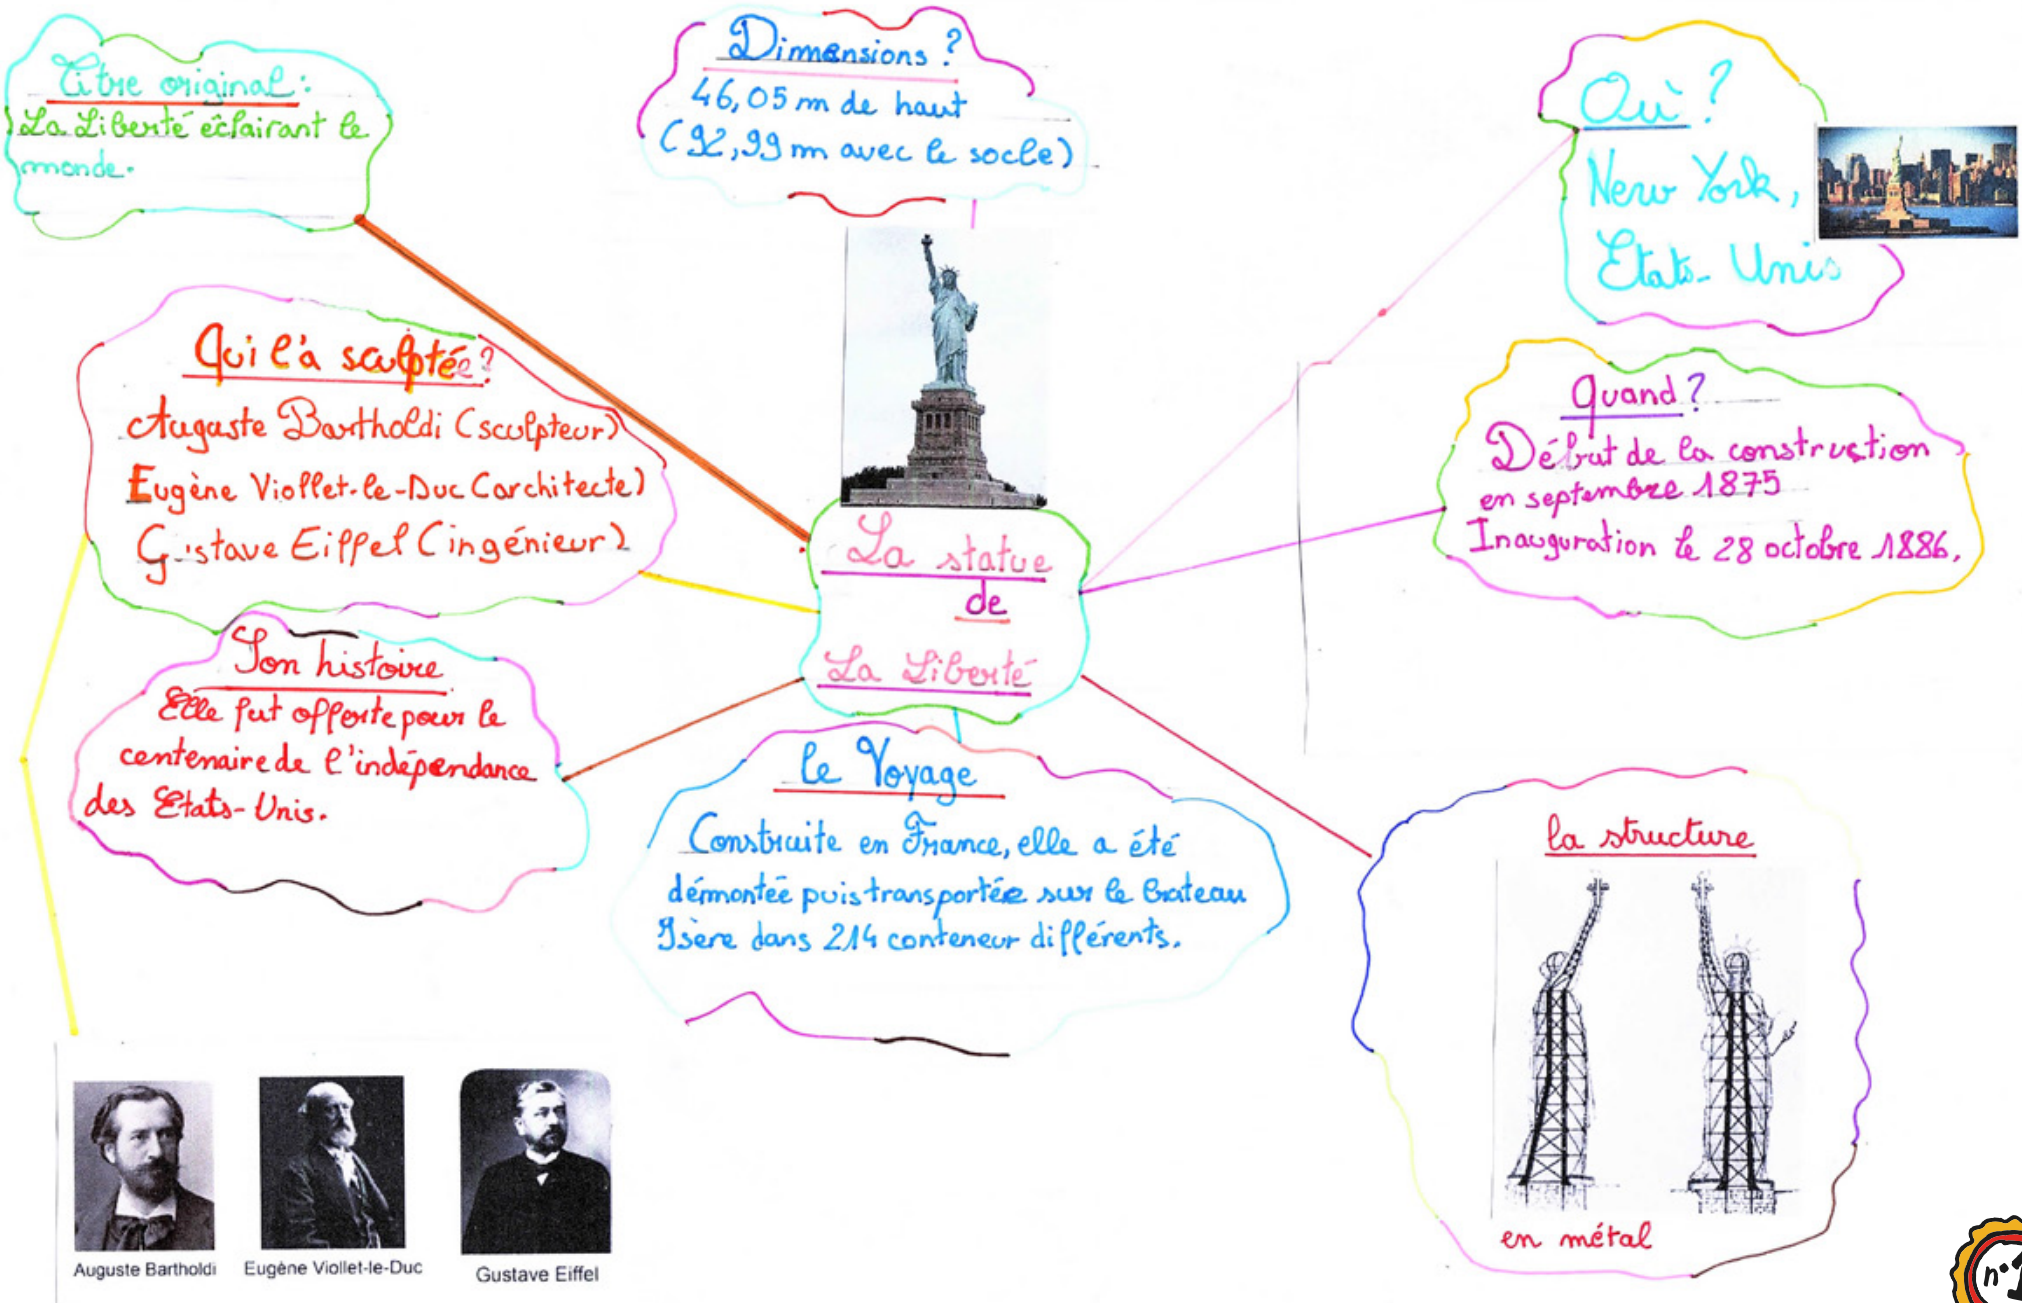 Titre original :
La Liberté éclairant le
monde.
Dimensions ?
46,05 m de haut
(92,99 m avec le socle)
Où ?
New York,
Etats-Unis
Qui l'a sculptée ?
Auguste Bartholdi (sculpteur)
Eugène Viollet-le-Duc (architecte)
Gustave Eiffel (ingénieur)
Quand ?
Début de la construction
en septembre 1875
Inauguration le 28 octobre 1886.
La statue
de
La Liberté
Son histoire
Elle fut offerte pour le
centenaire de l'indépendance
des Etats-Unis.
le Voyage
Construite en France, elle a été
démontée puis transportée sur le bateau
Isère dans 214 conteneur différents.
la structure
en métal
Auguste Bartholdi
Eugène Viollet-le-Duc
Gustave Eiffel